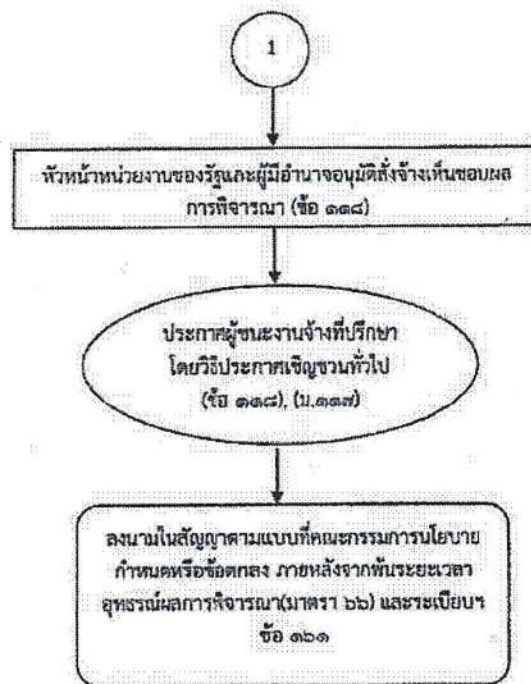 1
หัวหน้าหน่วยงานของรัฐและผู้มีอำนาจอนุมัติสั่งจ้างเห็นชอบผล
การพิจารณา (ข้อ ๑๑๘)
ประกาศผู้ชนะงานจ้างที่ปรึกษา
โดยวิธีประกาศเชิญชวนทั่วไป
(ข้อ ๑๑๘), (ม.๑๑๗)
ลงนามในสัญญาตามแบบที่คณะกรรมการนโยบาย
กำหนดหรือข้อตกลง ภายหลังจากพ้นระยะเวลา
อุทธรณ์ผลการพิจารณา(มาตรา ๖๖) และระเบียบฯ
ข้อ ๑๖๑